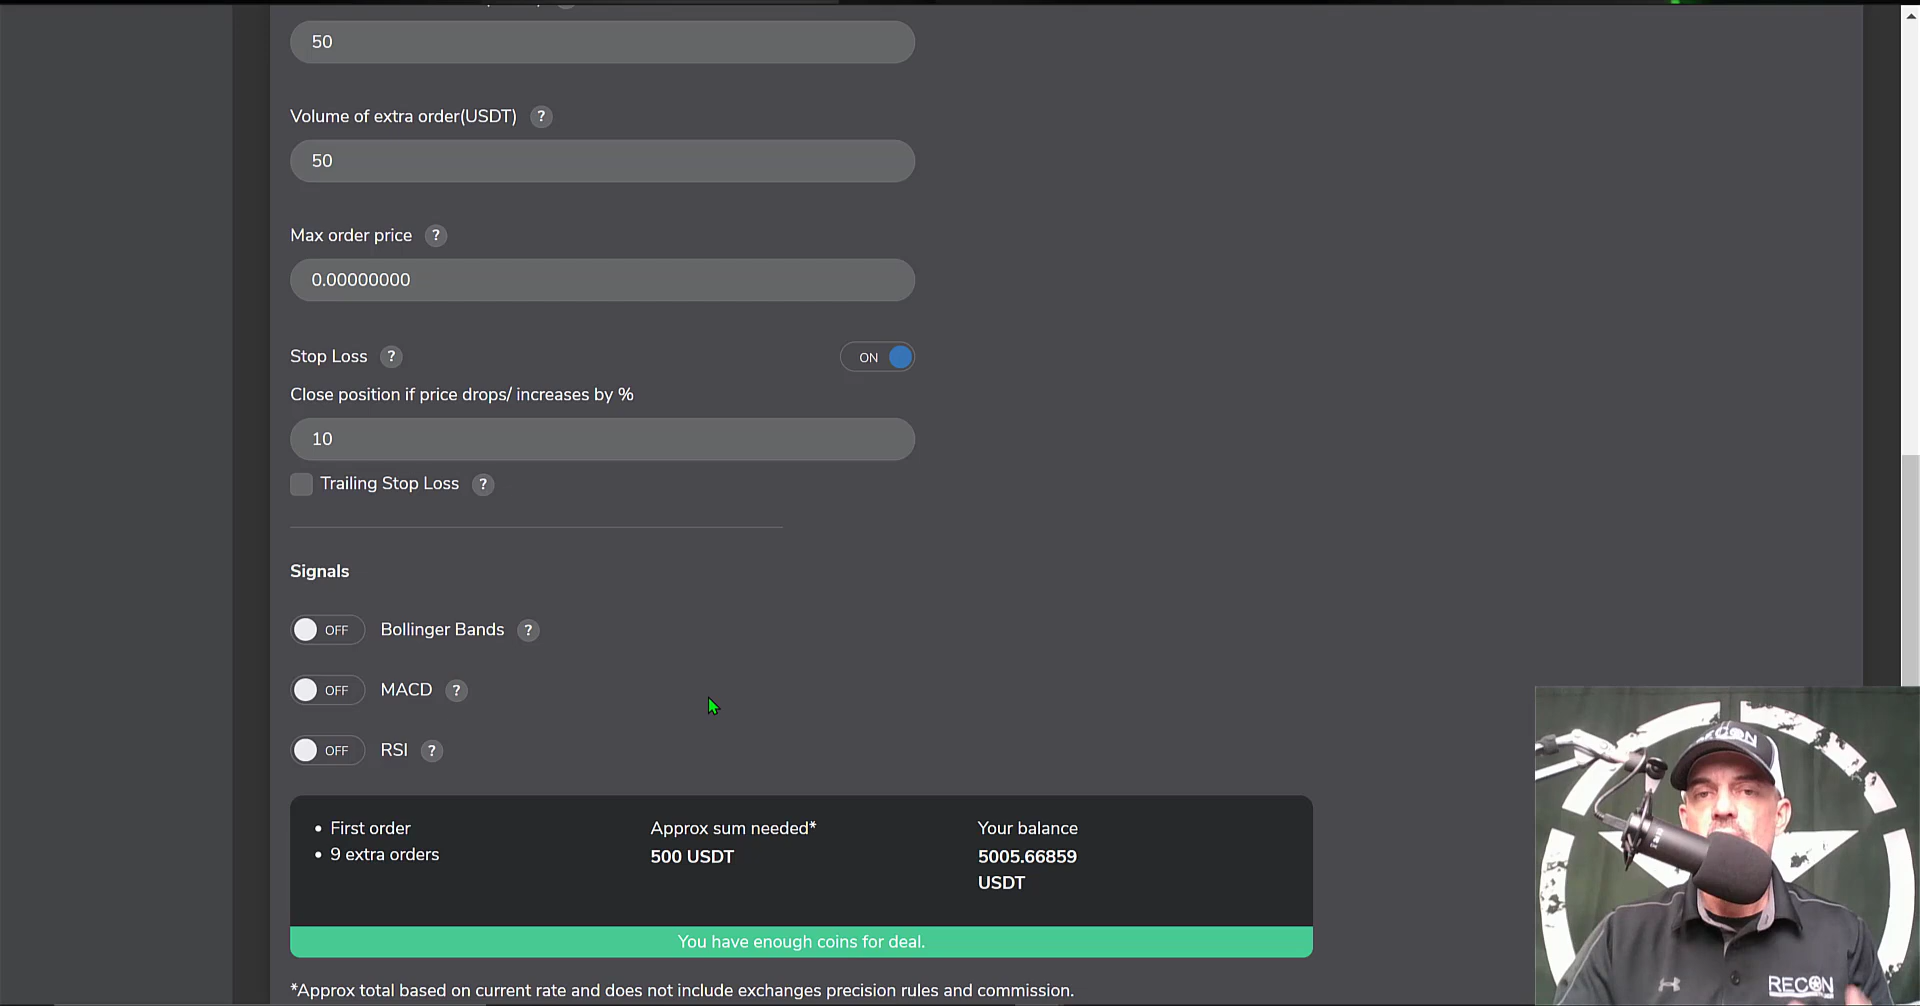 50
Volume of extra order(USDT) ?
50
Max order price ?
0.00000000
Stop Loss ?
ON
Close position if price drops/ increases by %
10
Trailing Stop Loss ?
Signals
OFF Bollinger Bands ?
OFF MACD ?
OFF RSI ?
• First order
• 9 extra orders
Approx sum needed*
500 USDT
Your balance
5005.66859
USDT
You have enough coins for deal.
*Approx total based on current rate and does not include exchanges precision rules and commission.
RECON
RECON